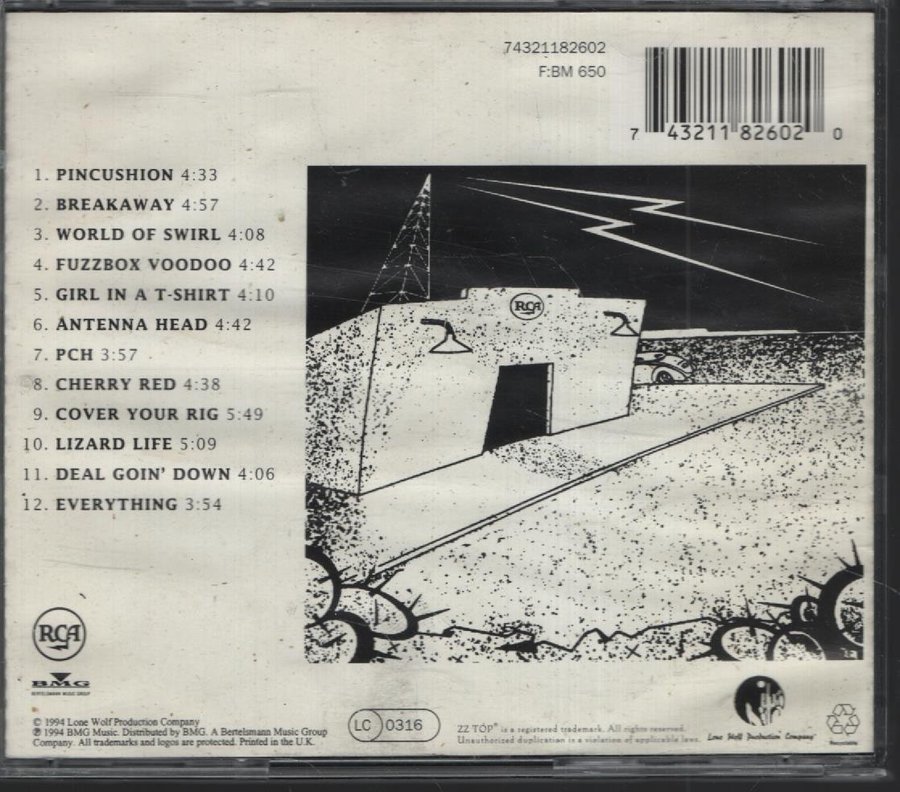 74321182602
F:BM 650
7 43211 82602 0
1. PINCUSHION 4:33
2. BREAKAWAY 4:57
3. WORLD OF SWIRL 4:08
4. FUZZBOX VOODOO 4:42
5. GIRL IN A T-SHIRT 4:10
6. ANTENNA HEAD 4:42
7. PCH 3:57
8. CHERRY RED 4:38
9. COVER YOUR RIG 5:49
10. LIZARD LIFE 5:09
11. DEAL GOIN' DOWN 4:06
12. EVERYTHING 3:54
RCA
RCA
BMG
BERTELSMANN MUSIC GROUP
© 1994 Lone Wolf Production Company
℗ 1994 BMG Music. Distributed by BMG. A Bertelsmann Music Group
Company. All trademarks and logos are protected. Printed in the U.K.
LC 0316
ZZ TOP® is a registered trademark. All rights reserved.
Unauthorized duplication is a violation of applicable laws.
Lone Wolf Production Company
Recyclable